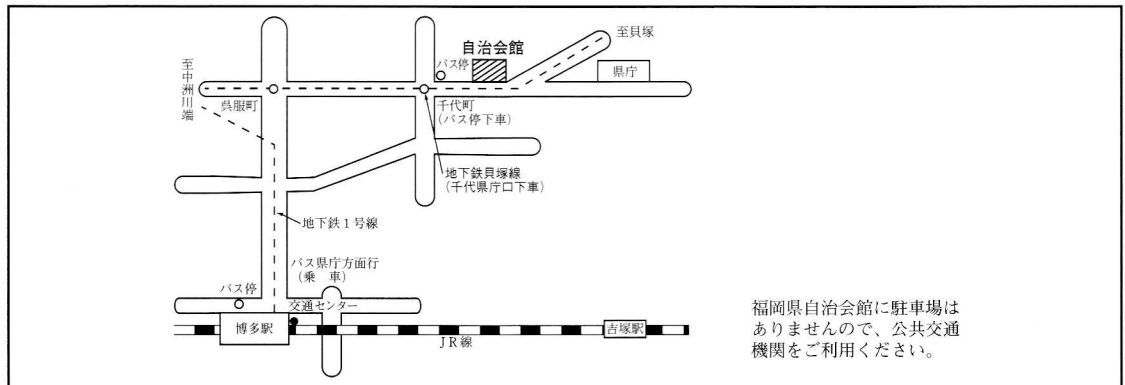 至貝塚
自治会館
バス停
県庁
至中洲川端
呉服町
千代町
(バス停下車)
地下鉄貝塚線
(千代県庁口下車)
地下鉄1号線
バス県庁方面行
(乗 車)
バス停
交通センター
博多駅
吉塚駅
JR線
福岡県自治会館に駐車場は
ありませんので、公共交通
機関をご利用ください。